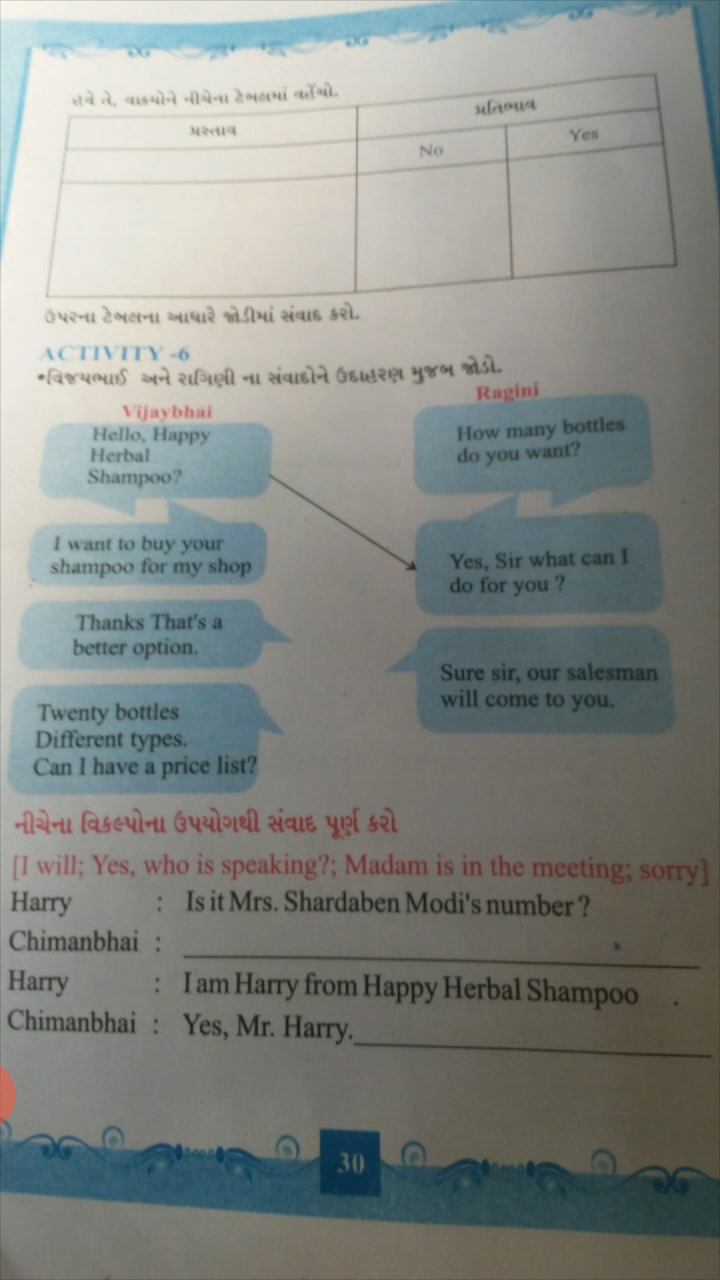 હવે તે, વાક્યોને નીચેના ટેબલમાં વર્ગેચો.
પ્રસ્તાવ
પ્રતિભાવ
No
Yes
ઉપરના ટેબલના આધારે જોડીમાં સંવાદ કરો.
ACTIVITY -6
•વિજયભાઈ અને રાગિણી ના સંવાદોને ઉદાહરણ મુજબ જોડો.
Vijaybhai
Ragini
Hello, Happy
Herbal
Shampoo?
How many bottles
do you want?
I want to buy your
shampoo for my shop
Yes, Sir what can I
do for you ?
Thanks That's a
better option.
Sure sir, our salesman
will come to you.
Twenty bottles
Different types.
Can I have a price list?
નીચેના વિકલ્પોના ઉપયોગથી સંવાદ પૂર્ણ કરો
[I will; Yes, who is speaking?; Madam is in the meeting; sorry]
Harry : Is it Mrs. Shardaben Modi's number ?
Chimanbhai :
Harry : I am Harry from Happy Herbal Shampoo .
Chimanbhai : Yes, Mr. Harry.
30